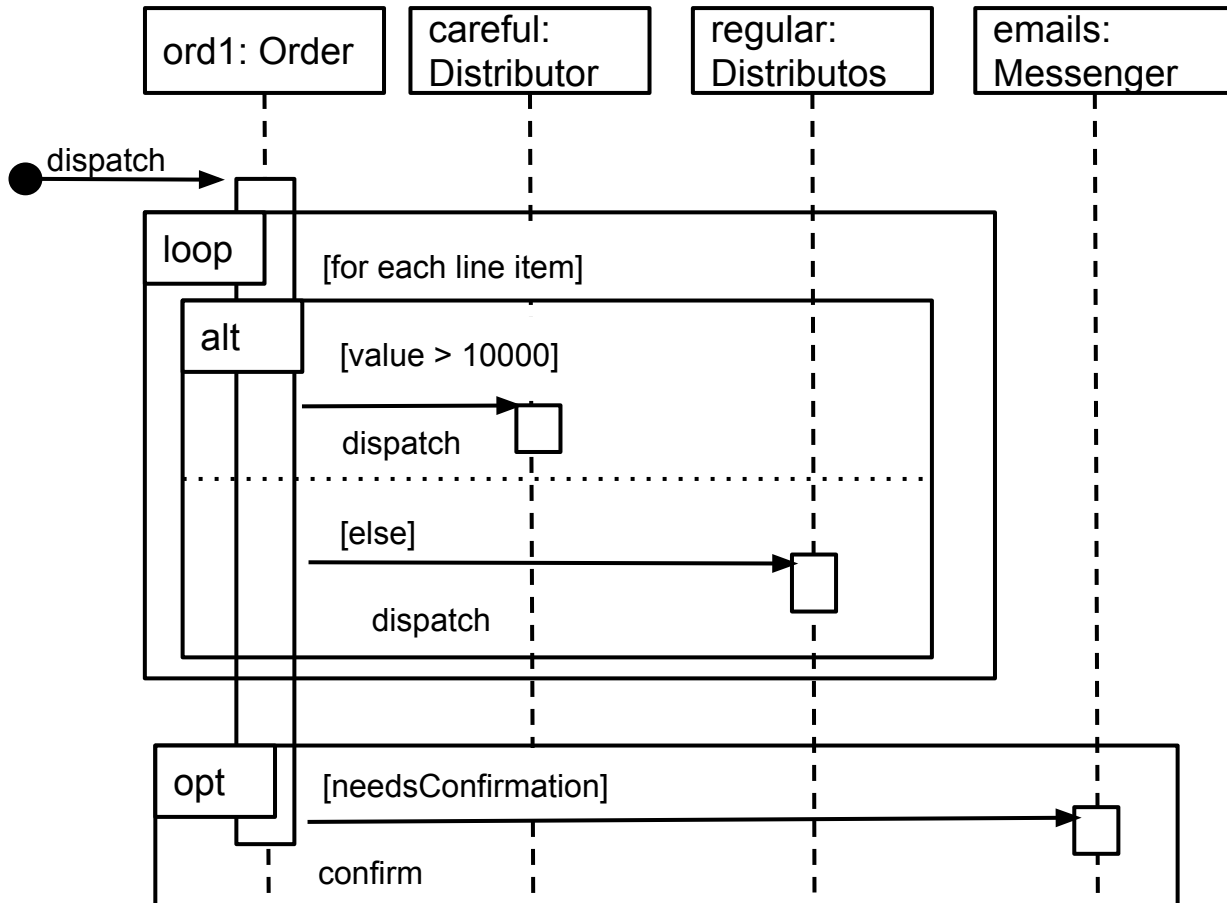 ord1: Order
careful:
Distributor
regular:
Distributos
emails:
Messenger
dispatch
loop
[for each line item]
alt
[value > 10000]
dispatch
[else]
dispatch
opt
[needsConfirmation]
confirm